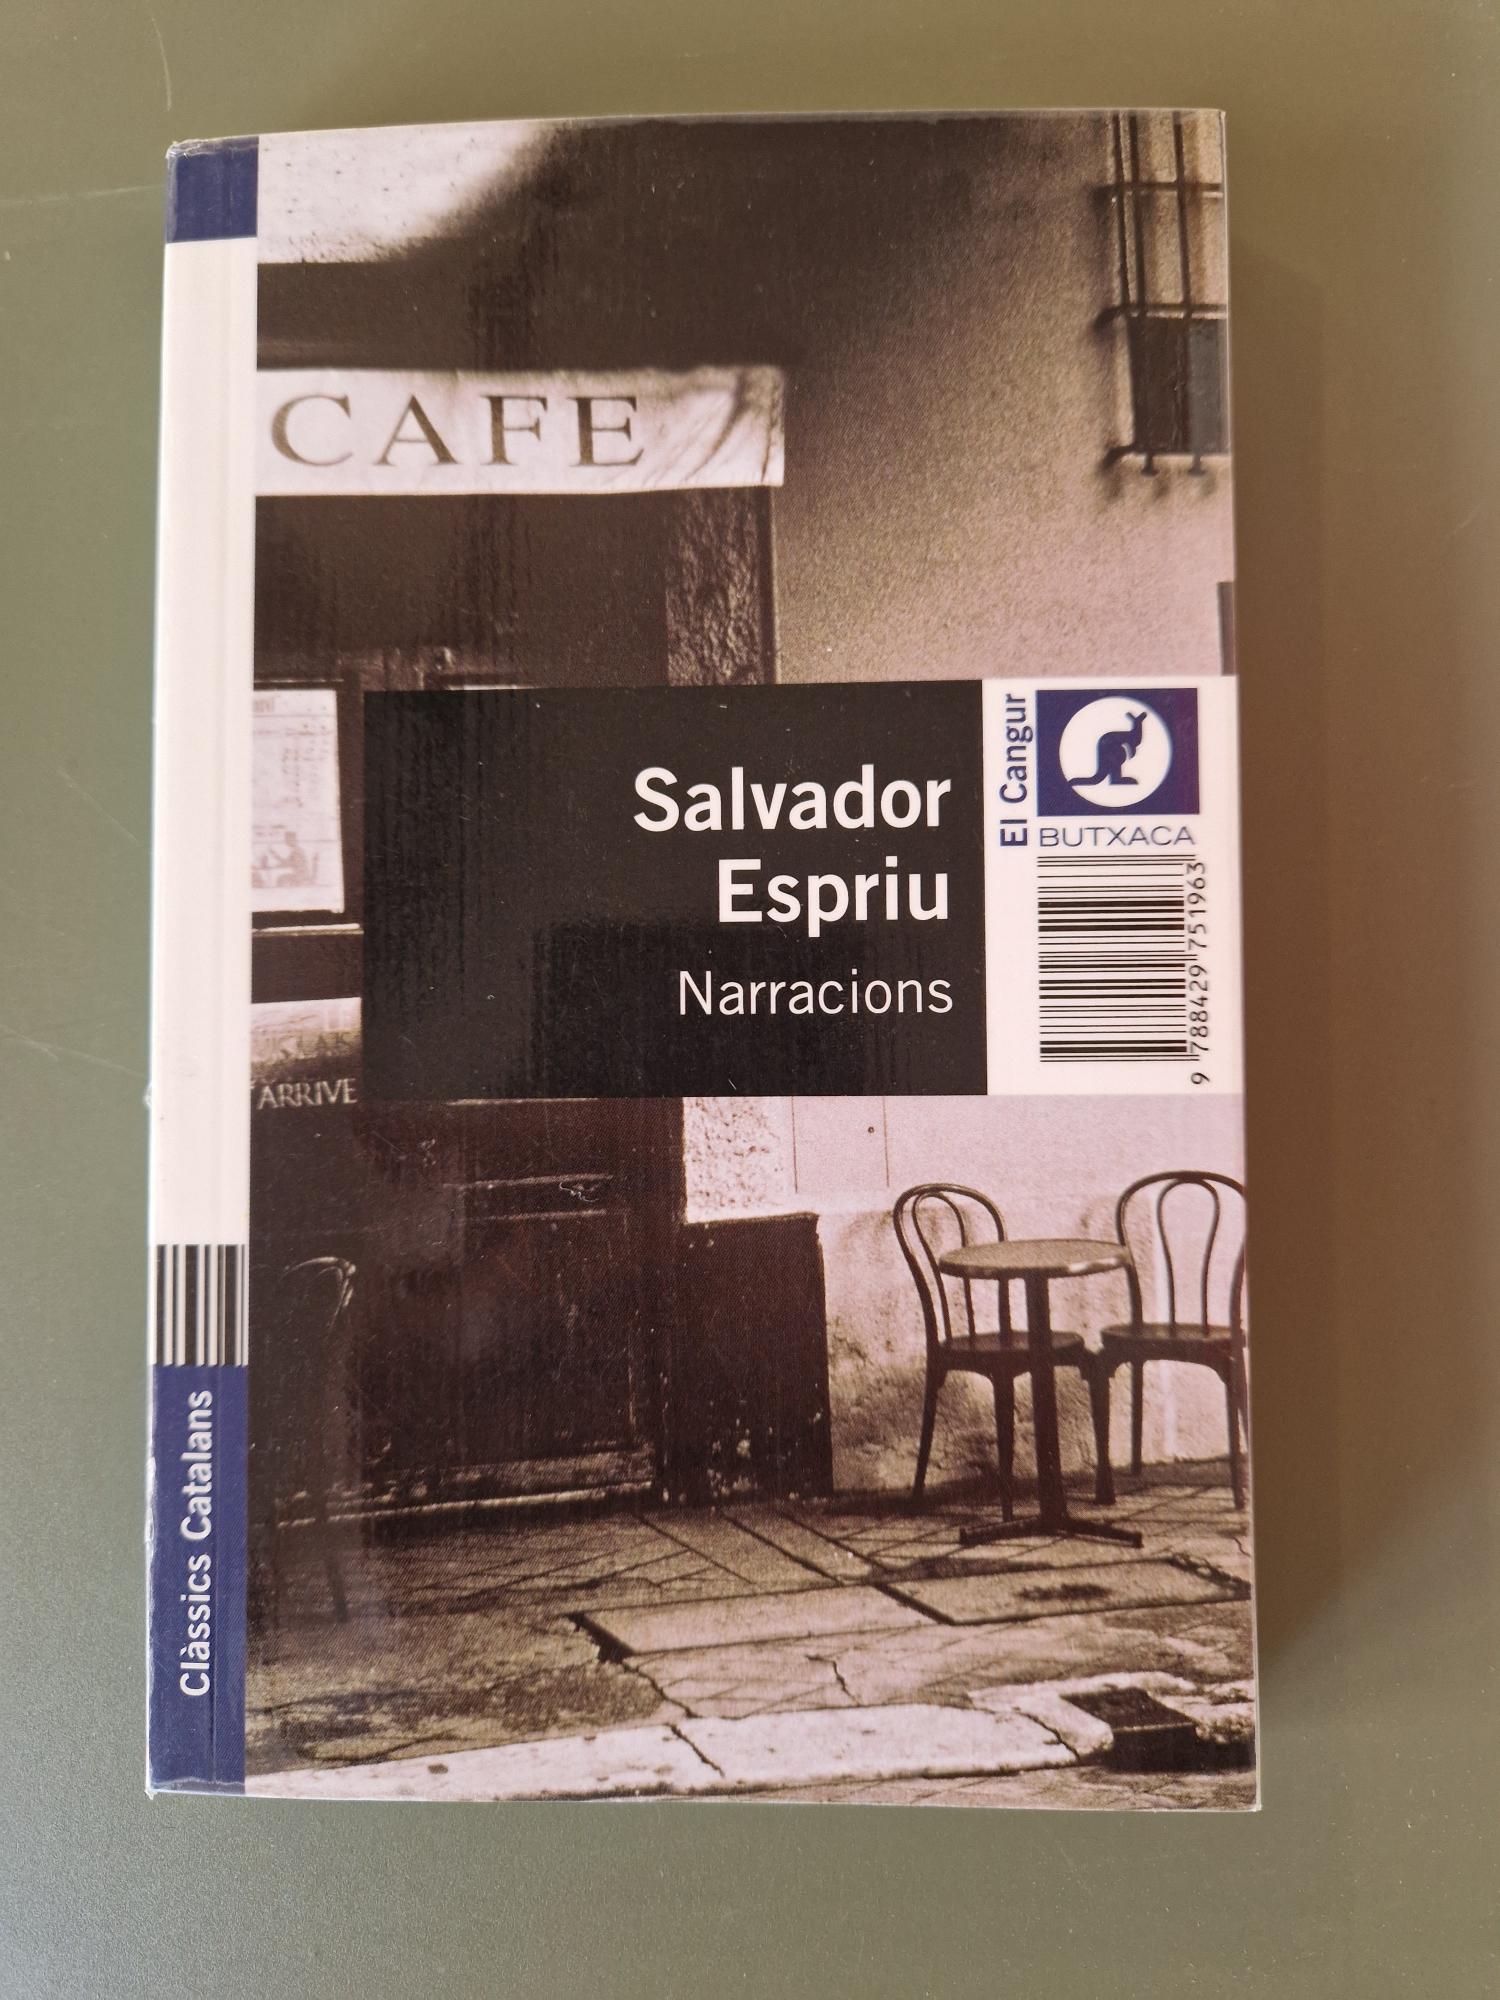 CAFE
Salvador
Espriu
Narracions
El Cangur
BUTXACA
9 788429 751963
ARRIVE
Clàssics Catalans